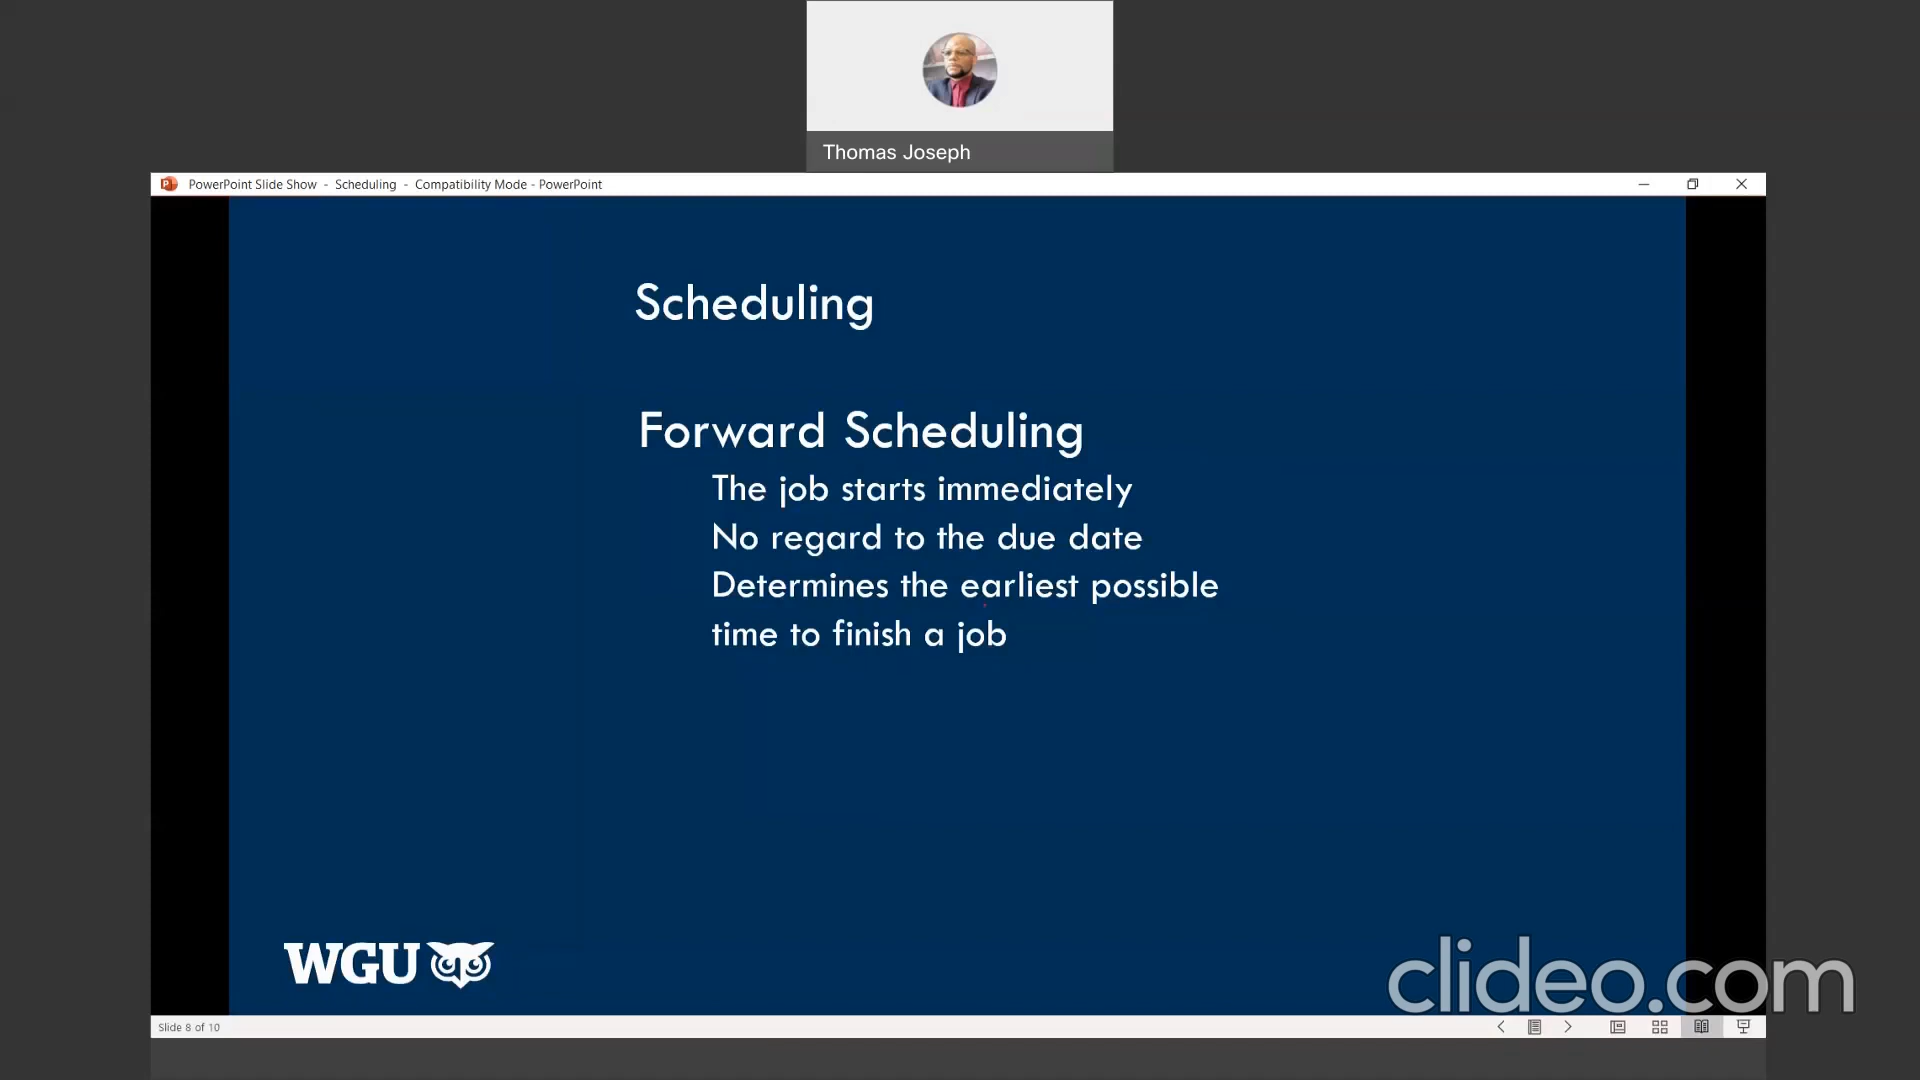 Thomas Joseph
PowerPoint Slide Show - Scheduling - Compatibility Mode - PowerPoint
Scheduling
Forward Scheduling
The job starts immediately
No regard to the due date
Determines the earliest possible
time to finish a job
WGU
clideo.com
Slide 8 of 10